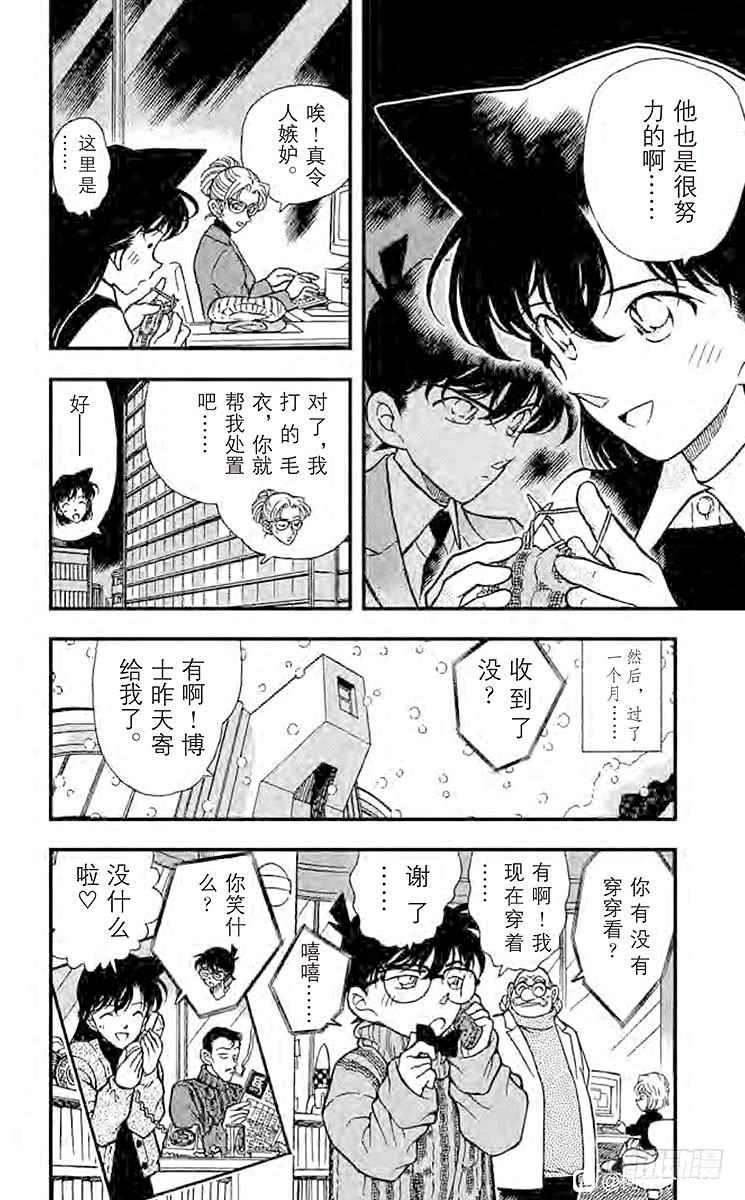 他也是很努
力的啊……
唉！真令
人嫉妒。
这里是
……
对了，我
打的毛
衣，你就
帮我处置
吧……
好——
然后，过了
一个月……
收到了
没？
有啊！博
士昨天寄
给我了。
你有没有
穿穿看？
有啊！我
现在穿着
……
谢了
……
嘻嘻……
你笑什
么？
没什么
啦♡